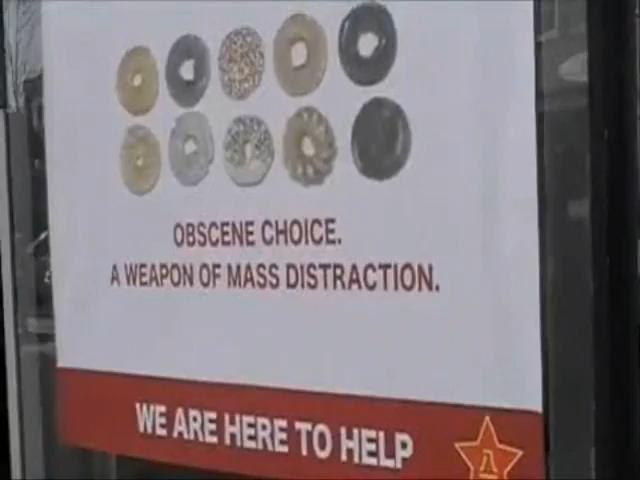 OBSCENE CHOICE.
A WEAPON OF MASS DISTRACTION.
WE ARE HERE TO HELP